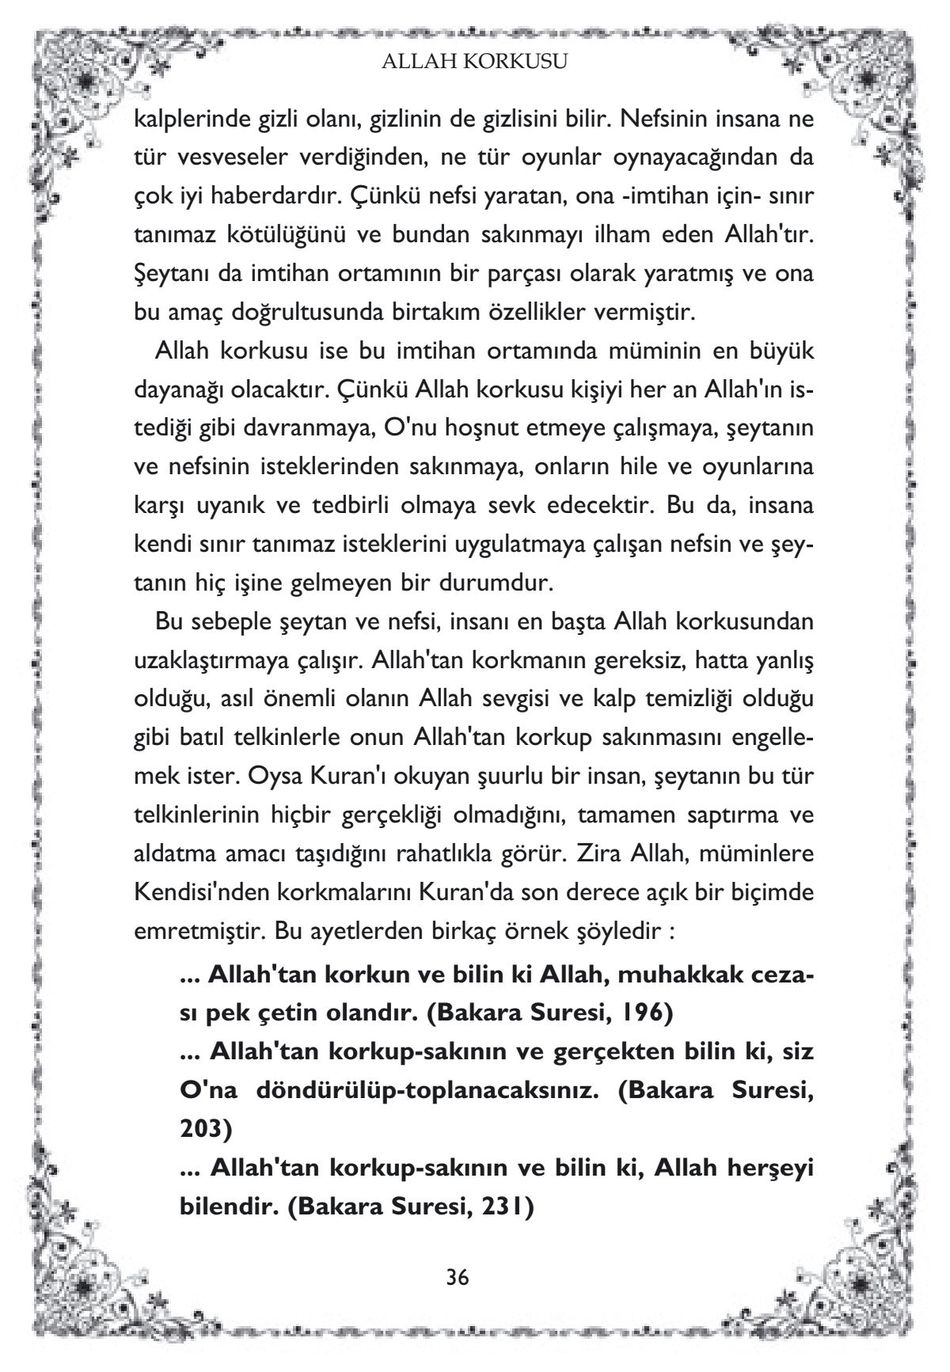 ALLAH KORKUSU
kalplerinde gizli olanı, gizlinin de gizlisini bilir. Nefsinin insana ne
tür vesveseler verdiğinden, ne tür oyunlar oynayacağından da
çok iyi haberdardır. Çünkü nefsi yaratan, ona -imtihan için- sınır
tanımaz kötülüğünü ve bundan sakınmayı ilham eden Allah'tır.
Şeytanı da imtihan ortamının bir parçası olarak yaratmış ve ona
bu amaç doğrultusunda birtakım özellikler vermiştir.
Allah korkusu ise bu imtihan ortamında müminin en büyük
dayanağı olacaktır. Çünkü Allah korkusu kişiyi her an Allah'ın is-
tediği gibi davranmaya, O'nu hoşnut etmeye çalışmaya, şeytanın
ve nefsinin isteklerinden sakınmaya, onların hile ve oyunlarına
karşı uyanık ve tedbirli olmaya sevk edecektir. Bu da, insana
kendi sınır tanımaz isteklerini uygulatmaya çalışan nefsin ve şey-
tanın hiç işine gelmeyen bir durumdur.
Bu sebeple şeytan ve nefsi, insanı en başta Allah korkusundan
uzaklaştırmaya çalışır. Allah'tan korkmanın gereksiz, hatta yanlış
olduğu, asıl önemli olanın Allah sevgisi ve kalp temizliği olduğu
gibi batıl telkinlerle onun Allah'tan korkup sakınmasını engelle-
mek ister. Oysa Kuran'ı okuyan şuurlu bir insan, şeytanın bu tür
telkinlerinin hiçbir gerçekliği olmadığını, tamamen saptırma ve
aldatma amacı taşıdığını rahatlıkla görür. Zira Allah, müminlere
Kendisi'nden korkmalarını Kuran'da son derece açık bir biçimde
emretmiştir. Bu ayetlerden birkaç örnek şöyledir :
... Allah'tan korkun ve bilin ki Allah, muhakkak ceza-
sı pek çetin olandır. (Bakara Suresi, 196)
... Allah'tan korkup-sakının ve gerçekten bilin ki, siz
O'na döndürülüp-toplanacaksınız. (Bakara Suresi,
203)
... Allah'tan korkup-sakının ve bilin ki, Allah herşeyi
bilendir. (Bakara Suresi, 231)
36